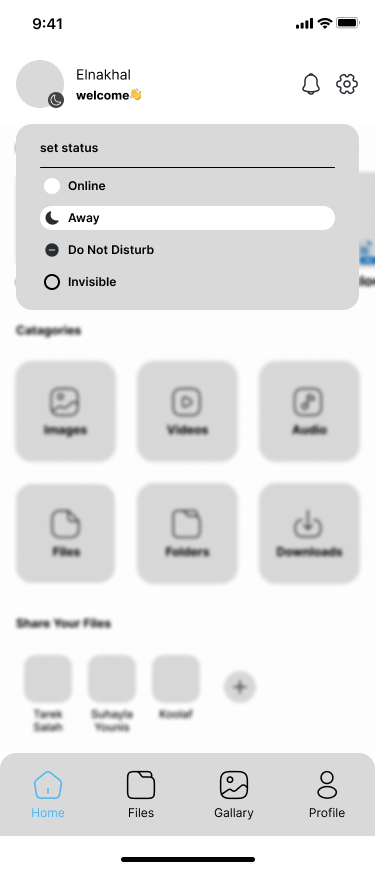 9:41
Elnakhal
welcome👋
set status
Online
Away
Do Not Disturb
Invisible
Catagories
Images
Videos
Audio
Files
Folders
Downloads
Share Your Files
Tarek
Salah
Suhayla
Younis
Koolaf
Home
Files
Gallary
Profile